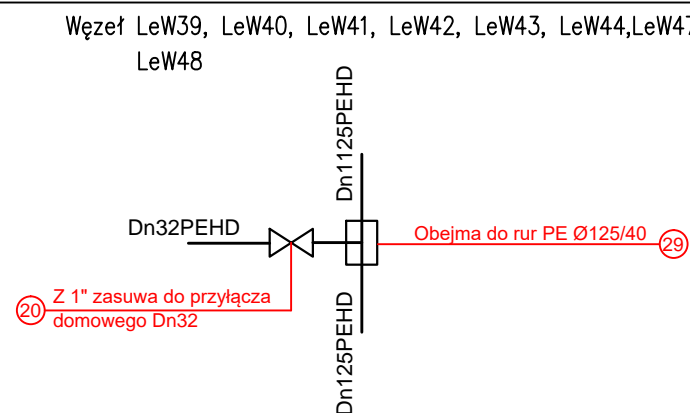 Węzeł LeW39, LeW40, LeW41, LeW42, LeW43, LeW44,LeW47
LeW48
Dn1125PEHD
Dn32PEHD
Obejma do rur PE Ø125/40
29
20
Z 1" zasuwa do przyłącza
domowego Dn32
Dn125PEHD